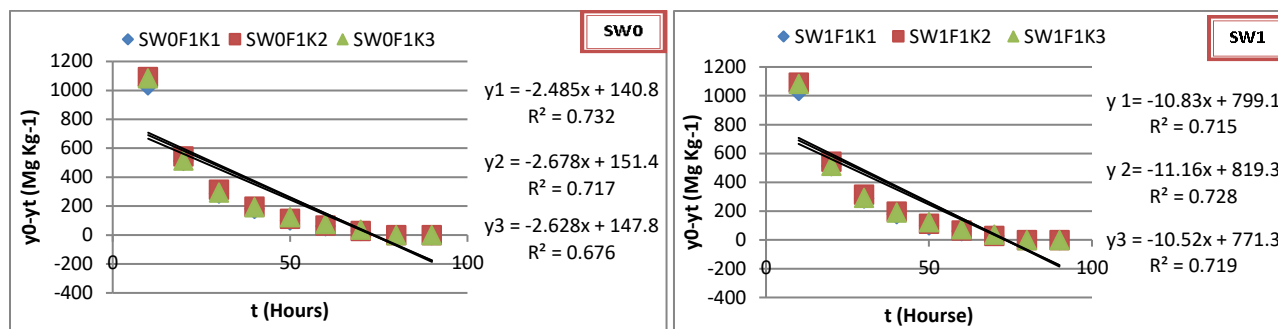 SW0
SW0F1K1 SW0F1K2 SW0F1K3
1200
1000
800
600
400
200
0
-200
-400
0 50 100
y0-yt (Mg Kg-1)
t (Hours)
y1 = -2.485x + 140.8
R² = 0.732
y2 = -2.678x + 151.4
R² = 0.717
y3 = -2.628x + 147.8
R² = 0.676
SW1
SW1F1K1 SW1F1K2 SW1F1K3
1200
1000
800
600
400
200
0
-200
-400
0 50 100
y0-yt (Mg Kg-1)
t (Hourse)
y 1= -10.83x + 799.1
R² = 0.715
y 2= -11.16x + 819.3
R² = 0.728
y3 = -10.52x + 771.3
R² = 0.719